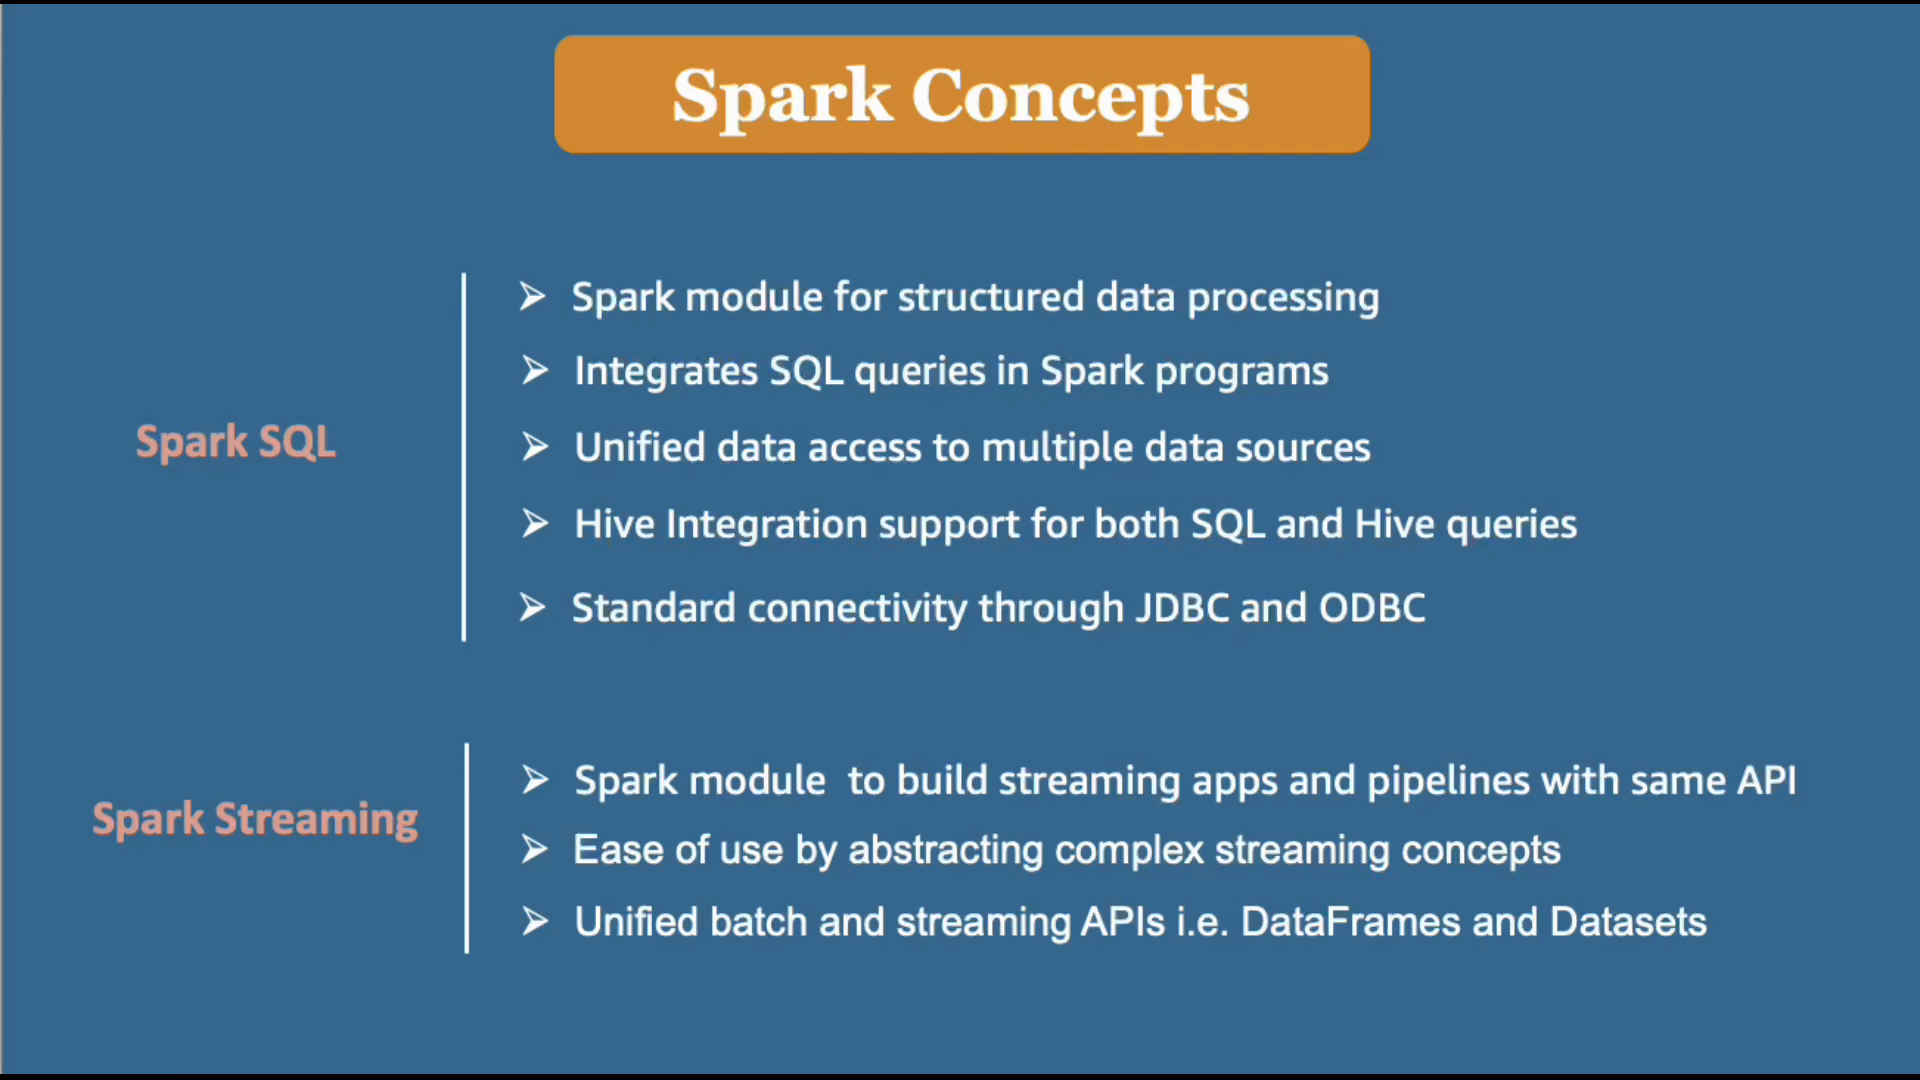 Spark Concepts
Spark SQL
➢ Spark module for structured data processing
➢ Integrates SQL queries in Spark programs
➢ Unified data access to multiple data sources
➢ Hive Integration support for both SQL and Hive queries
➢ Standard connectivity through JDBC and ODBC
Spark Streaming
➢ Spark module  to build streaming apps and pipelines with same API
➢ Ease of use by abstracting complex streaming concepts
➢ Unified batch and streaming APIs i.e. DataFrames and Datasets